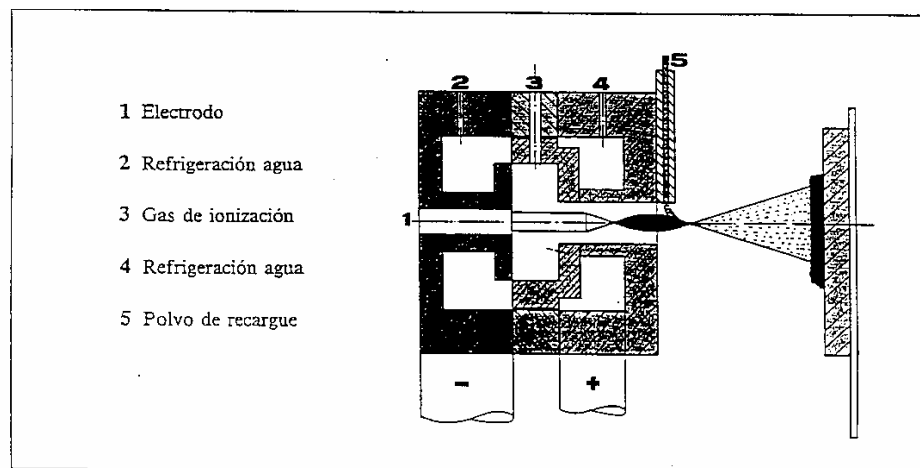 1 Electrodo
2 Refrigeración agua
3 Gas de ionización
4 Refrigeración agua
5 Polvo de recargue
2 3 4 5
1
- +